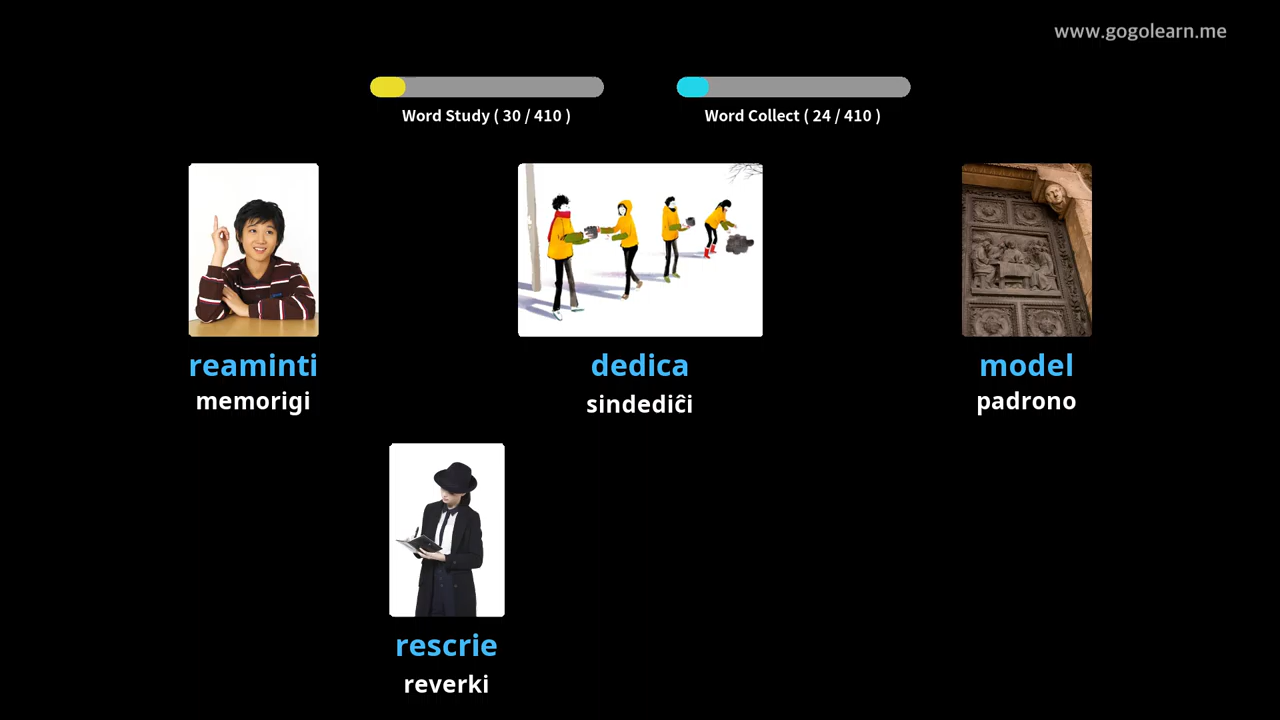 www.gogolearn.me
Word Study ( 30 / 410 )
Word Collect ( 24 / 410 )
reaminti
memorigi
dedica
sindediĉi
model
padrono
rescrie
reverki